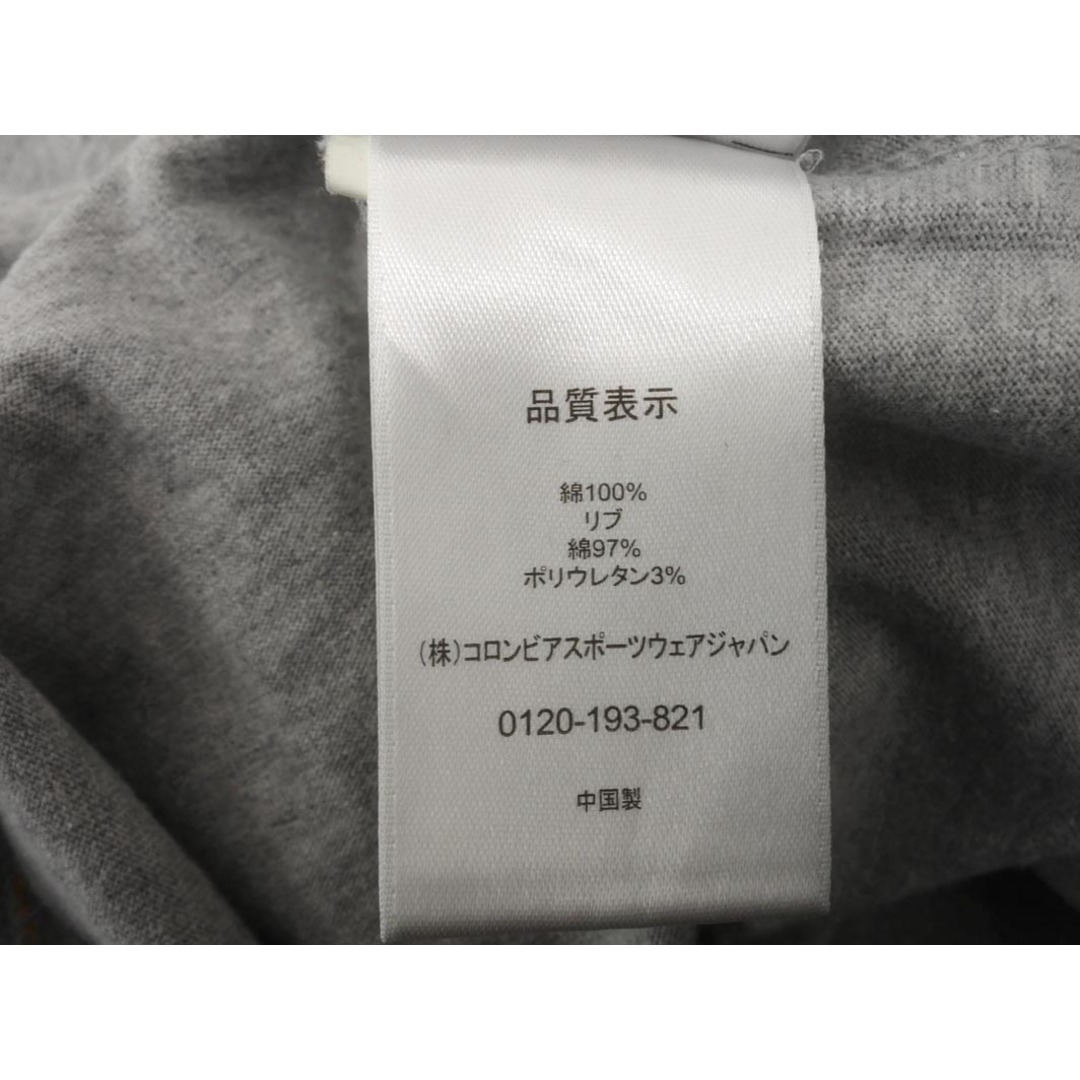 品質表示
綿100%
リブ
綿97%
ポリウレタン3%
(株)コロンビアスポーツウェアジャパン
0120-193-821
中国製